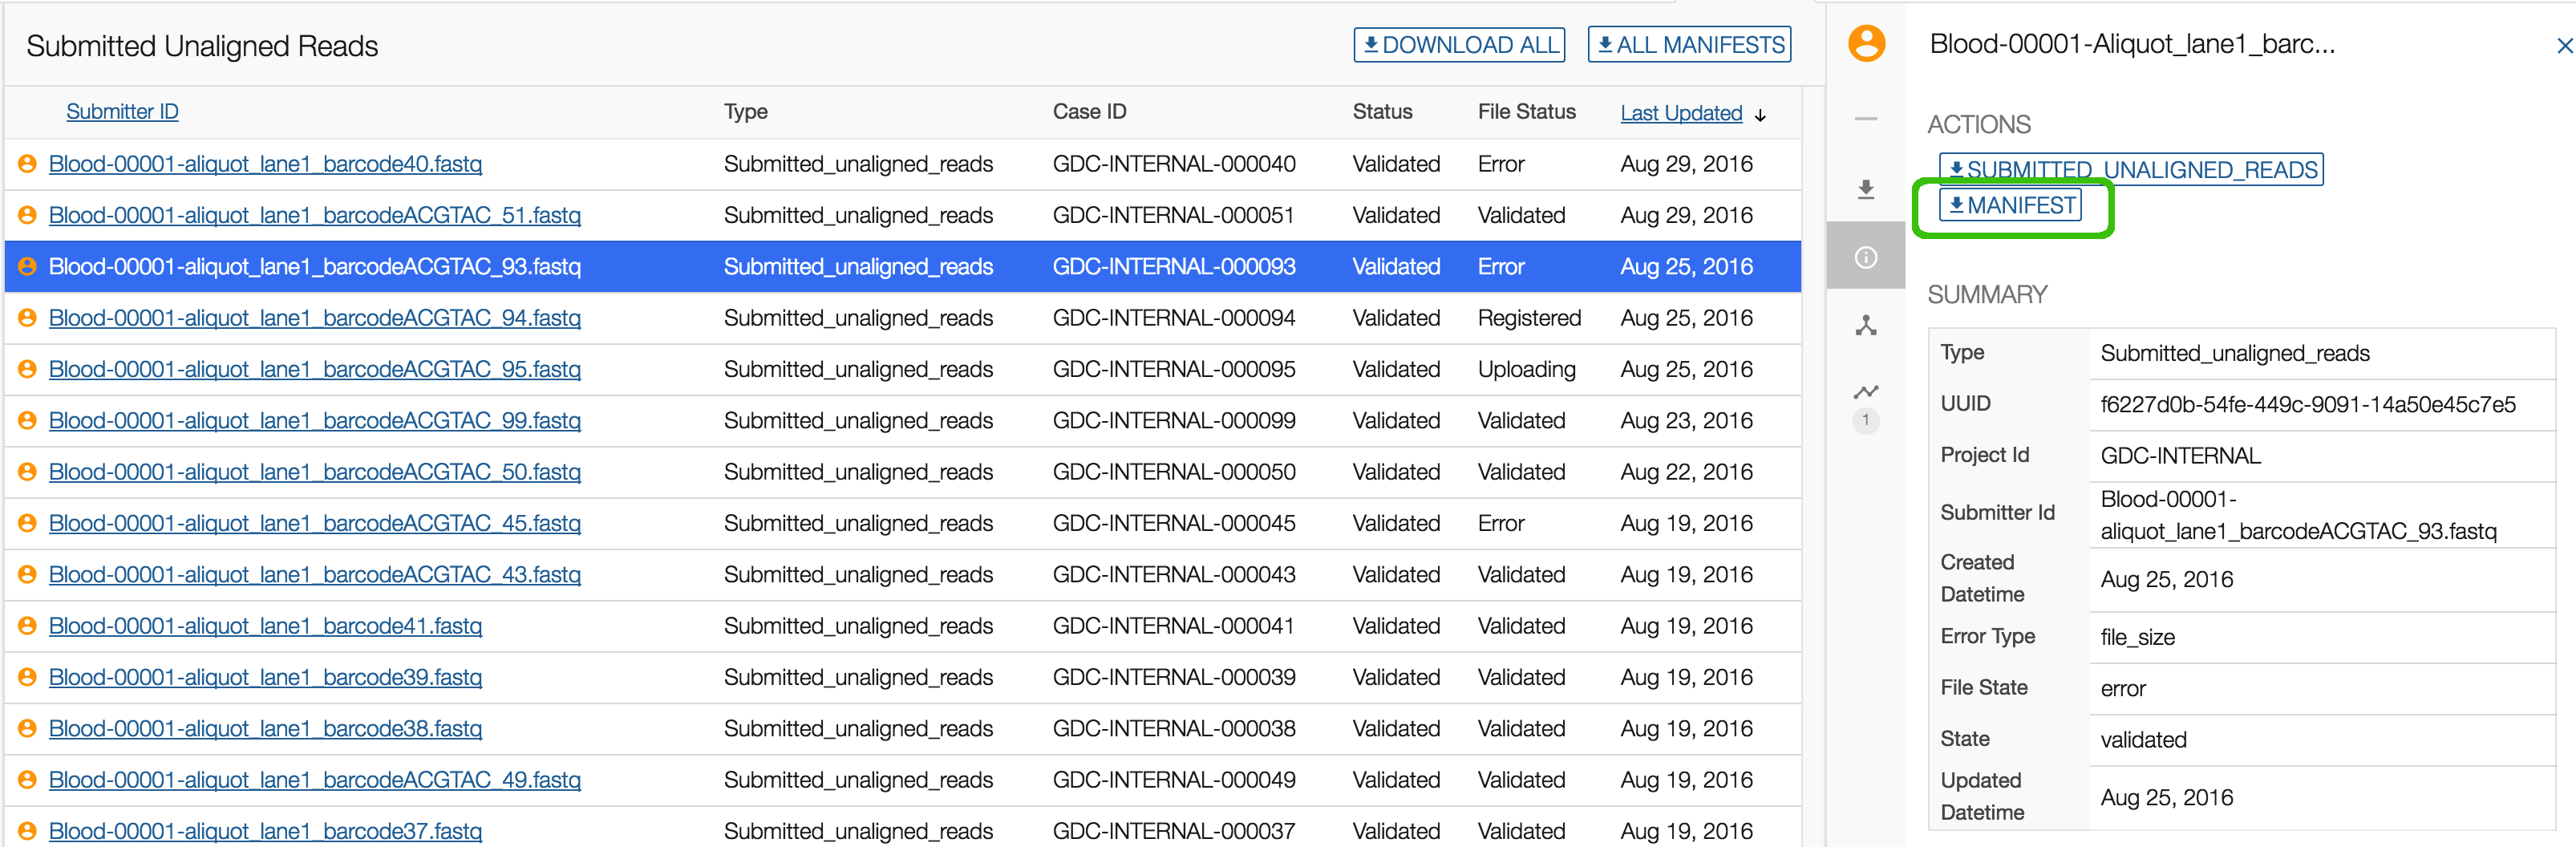 Submitted Unaligned Reads
DOWNLOAD ALL
ALL MANIFESTS
Submitter ID Type Case ID Status File Status Last Updated
Blood-00001-aliquot_lane1_barcode40.fastq Submitted_unaligned_reads GDC-INTERNAL-000040 Validated Error Aug 29, 2016
Blood-00001-aliquot_lane1_barcodeACGTAC_51.fastq Submitted_unaligned_reads GDC-INTERNAL-000051 Validated Validated Aug 29, 2016
Blood-00001-aliquot_lane1_barcodeACGTAC_93.fastq Submitted_unaligned_reads GDC-INTERNAL-000093 Validated Error Aug 25, 2016
Blood-00001-aliquot_lane1_barcodeACGTAC_94.fastq Submitted_unaligned_reads GDC-INTERNAL-000094 Validated Registered Aug 25, 2016
Blood-00001-aliquot_lane1_barcodeACGTAC_95.fastq Submitted_unaligned_reads GDC-INTERNAL-000095 Validated Uploading Aug 25, 2016
Blood-00001-aliquot_lane1_barcodeACGTAC_99.fastq Submitted_unaligned_reads GDC-INTERNAL-000099 Validated Validated Aug 23, 2016
Blood-00001-aliquot_lane1_barcodeACGTAC_50.fastq Submitted_unaligned_reads GDC-INTERNAL-000050 Validated Validated Aug 22, 2016
Blood-00001-aliquot_lane1_barcodeACGTAC_45.fastq Submitted_unaligned_reads GDC-INTERNAL-000045 Validated Error Aug 19, 2016
Blood-00001-aliquot_lane1_barcodeACGTAC_43.fastq Submitted_unaligned_reads GDC-INTERNAL-000043 Validated Validated Aug 19, 2016
Blood-00001-aliquot_lane1_barcode41.fastq Submitted_unaligned_reads GDC-INTERNAL-000041 Validated Validated Aug 19, 2016
Blood-00001-aliquot_lane1_barcode39.fastq Submitted_unaligned_reads GDC-INTERNAL-000039 Validated Validated Aug 19, 2016
Blood-00001-aliquot_lane1_barcode38.fastq Submitted_unaligned_reads GDC-INTERNAL-000038 Validated Validated Aug 19, 2016
Blood-00001-aliquot_lane1_barcodeACGTAC_49.fastq Submitted_unaligned_reads GDC-INTERNAL-000049 Validated Validated Aug 19, 2016
Blood-00001-aliquot_lane1_barcode37.fastq Submitted_unaligned_reads GDC-INTERNAL-000037 Validated Validated Aug 19, 2016
1
Blood-00001-Aliquot_lane1_barc...
ACTIONS
SUBMITTED_UNALIGNED_READS
MANIFEST
SUMMARY
Type Submitted_unaligned_reads
UUID f6227d0b-54fe-449c-9091-14a50e45c7e5
Project Id GDC-INTERNAL
Submitter Id Blood-00001-
aliquot_lane1_barcodeACGTAC_93.fastq
Created
Datetime Aug 25, 2016
Error Type file_size
File State error
State validated
Updated
Datetime Aug 25, 2016